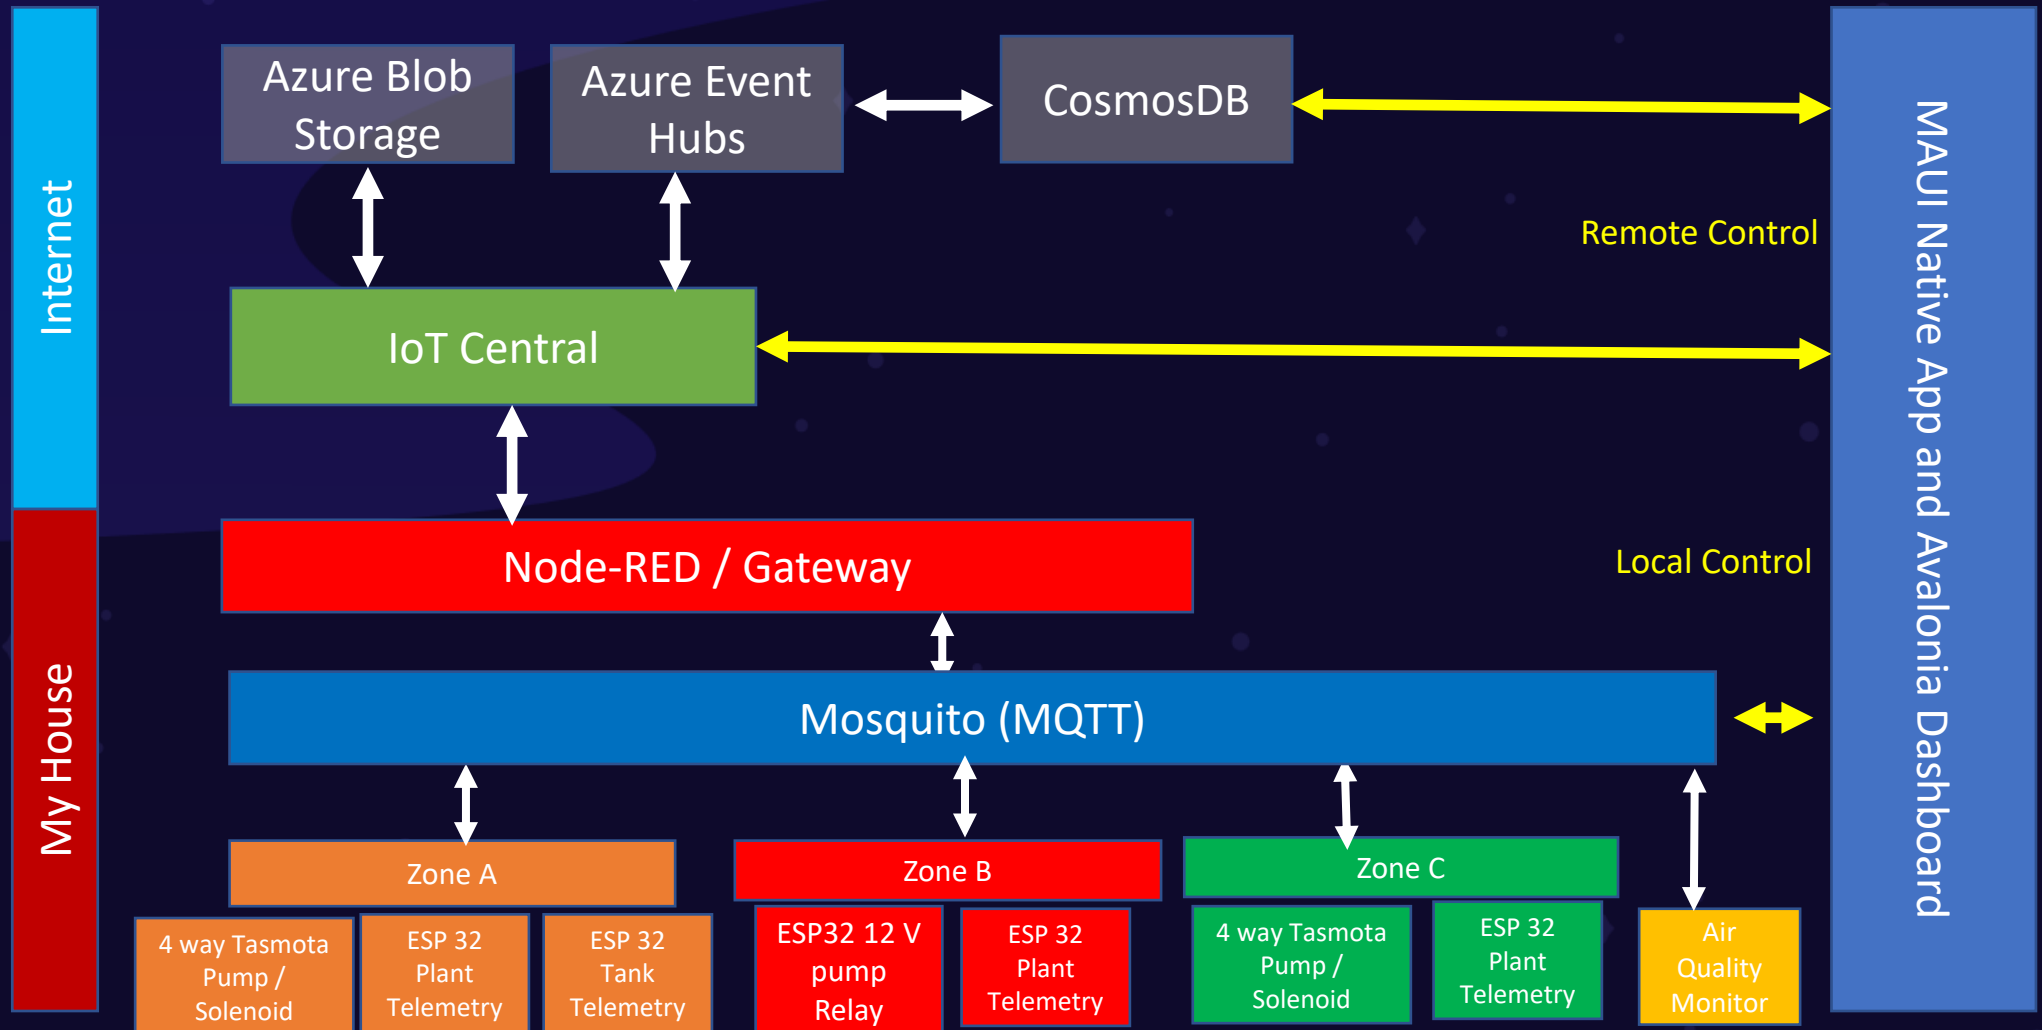 Internet
My House
Azure Blob
Storage
Azure Event
Hubs
CosmosDB
Remote Control
IoT Central
Node-RED / Gateway
Local Control
Mosquito (MQTT)
MAUI Native App and Avalonia Dashboard
Zone A
4 way Tasmota
Pump /
Solenoid
ESP 32
Plant
Telemetry
ESP 32
Tank
Telemetry
Zone B
ESP32 12 V
pump
Relay
ESP 32
Plant
Telemetry
Zone C
4 way Tasmota
Pump /
Solenoid
ESP 32
Plant
Telemetry
Air
Quality
Monitor